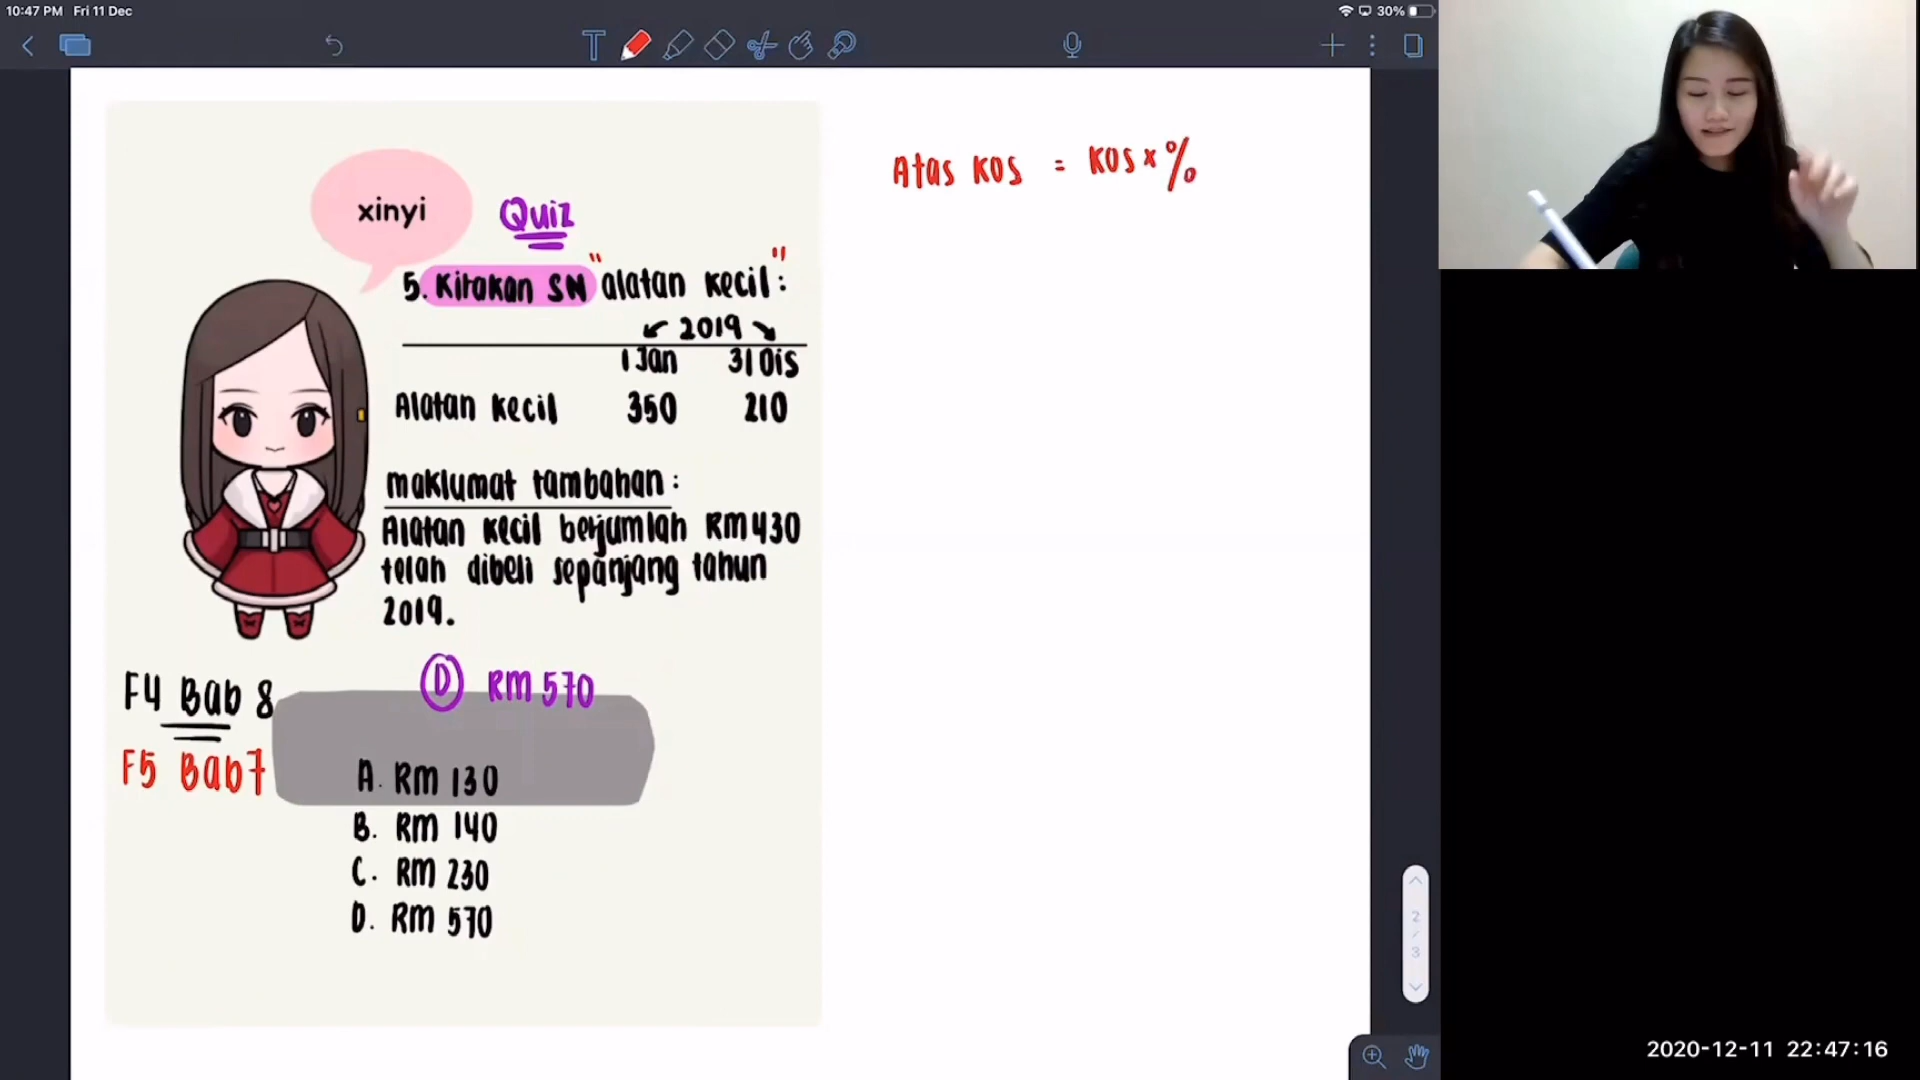 10:47 PM Fri 11 Dec
30%
xinyi
Quiz
5. Kirakan SN "alatan kecil":
2019
1 Jan 31 Dis
Alatan kecil 350 210
maklumat tambahan:
Alatan kecil berjumlah RM430
telah dibeli sepanjang tahun
2019.
F4 Bab 8
F5 Bab7
D RM 570
A. RM 130
B. RM 140
C. RM 230
D. RM 570
Atas KOS = KOS x %
2
/
3
2020-12-11 22:47:16